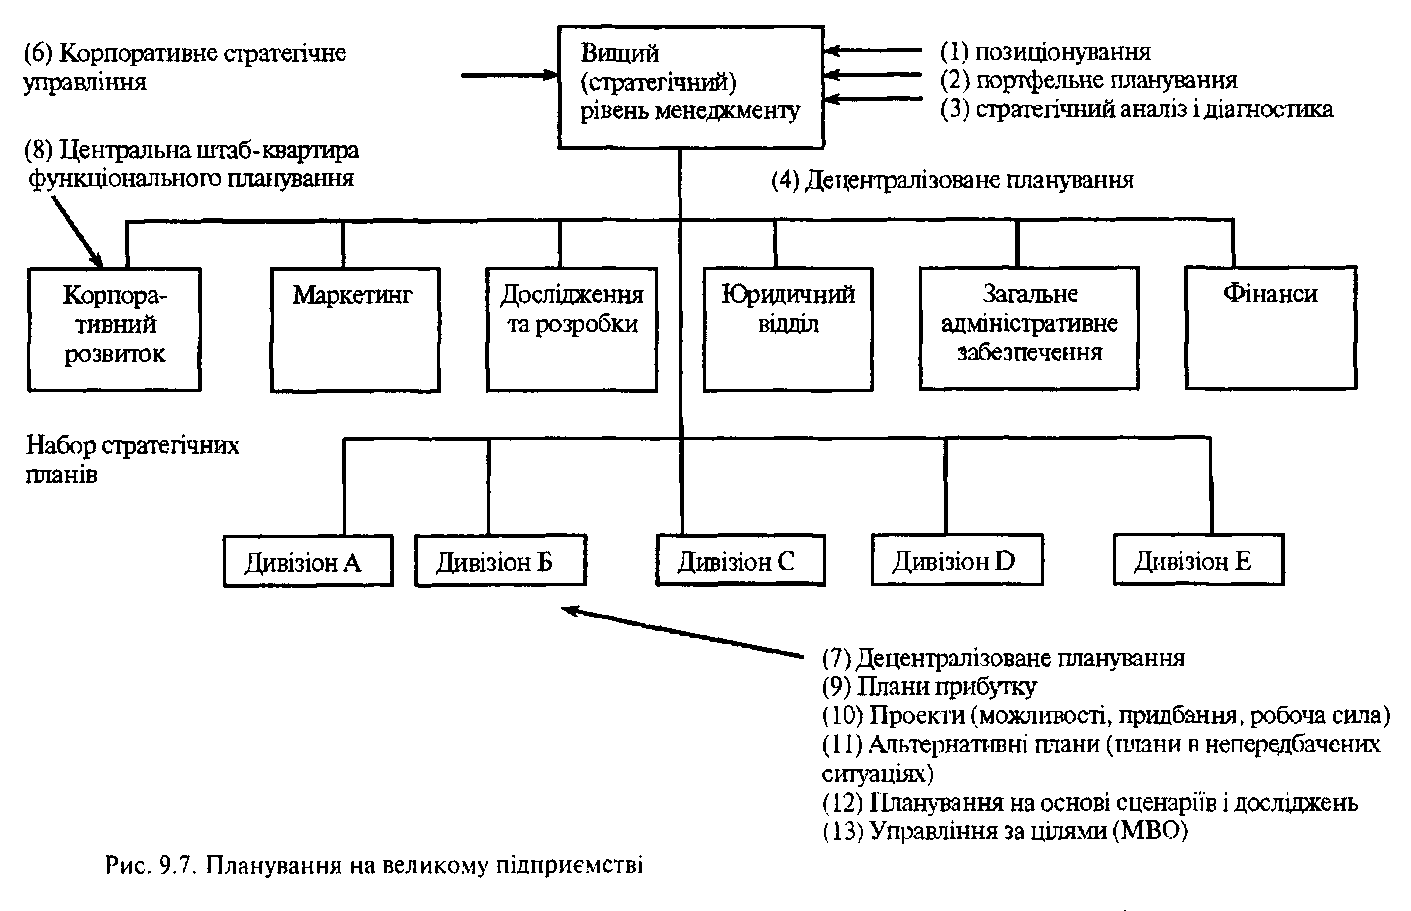 (6) Корпоративне стратегічне
управління
Вищий
(стратегічний)
рівень менеджменту
(1) позиціонування
(2) портфельне планування
(3) стратегічний аналіз і діагностика
(8) Центральна штаб-квартира
функціонального планування
(4) Децентралізоване планування
Корпора-
тивний
розвиток
Маркетинг
Дослідження
та розробки
Юридичний
відділ
Загальне
адміністративне
забезпечення
Фінанси
Набор стратегічних
планів
Дивізіон А
Дивізіон Б
Дивізіон С
Дивізіон D
Дивізіон Е
(7) Децентралізоване планування
(9) Плани прибутку
(10) Проекти (можливості, придбання, робоча сила)
(11) Альтернативні плани (плани в непередбачених
ситуаціях)
(12) Планування на основі сценаріїв і досліджень
(13) Управління за цілями (МВО)
Рис. 9.7. Планування на великому підприємстві